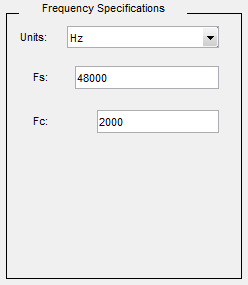 Frequency Specifications
Units: Hz
Fs: 48000
Fc: 2000